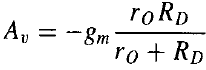 $A_v = -g_m \frac{r_O R_D}{r_O + R_D}$